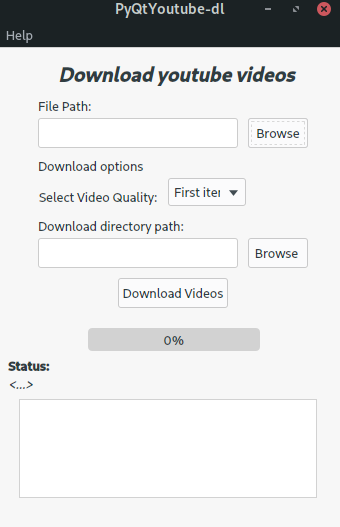 PyQtYoutube-dl
Help
Download youtube videos
File Path:
Browse
Download options
Select Video Quality: First iter
Download directory path:
Browse
Download Videos
0%
Status:
<...>